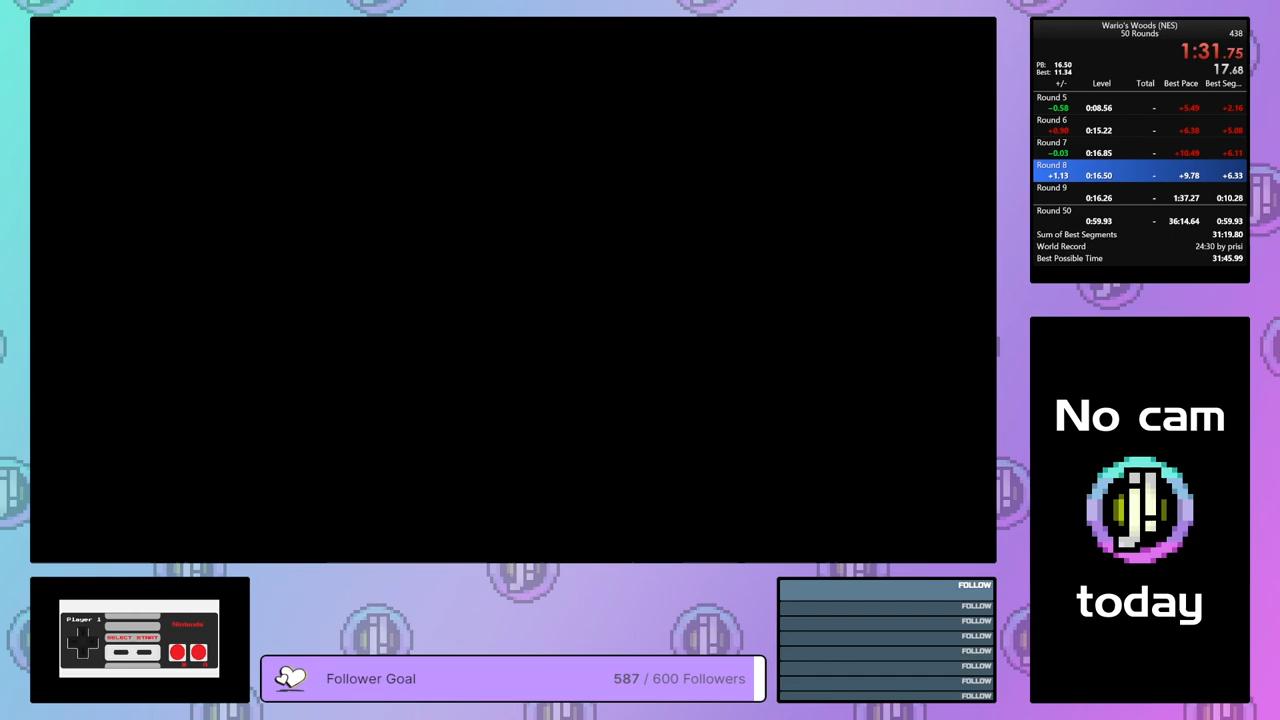 Wario's Woods (NES)
50 Rounds 438
1:31.75
PB: 16.50 17.68
Best: 11.34
+/- Level Total Best Pace Best Seg...
Round 5
−0.58 0:08.56 - +5.49 +2.16
Round 6
+0.90 0:15.22 - +6.38 +5.08
Round 7
−0.03 0:16.85 - +10.49 +6.11
Round 8
+1.13 0:16.50 - +9.78 +6.33
Round 9
0:16.26 - 1:37.27 0:10.28
Round 50
0:59.93 - 36:14.64 0:59.93
Sum of Best Segments 31:19.80
World Record 24:30 by prisi
Best Possible Time 31:45.99
No cam
today
Player 1
Nintendo
SELECT START
B A
Follower Goal 587 / 600 Followers
FOLLOW
FOLLOW
FOLLOW
FOLLOW
FOLLOW
FOLLOW
FOLLOW
FOLLOW